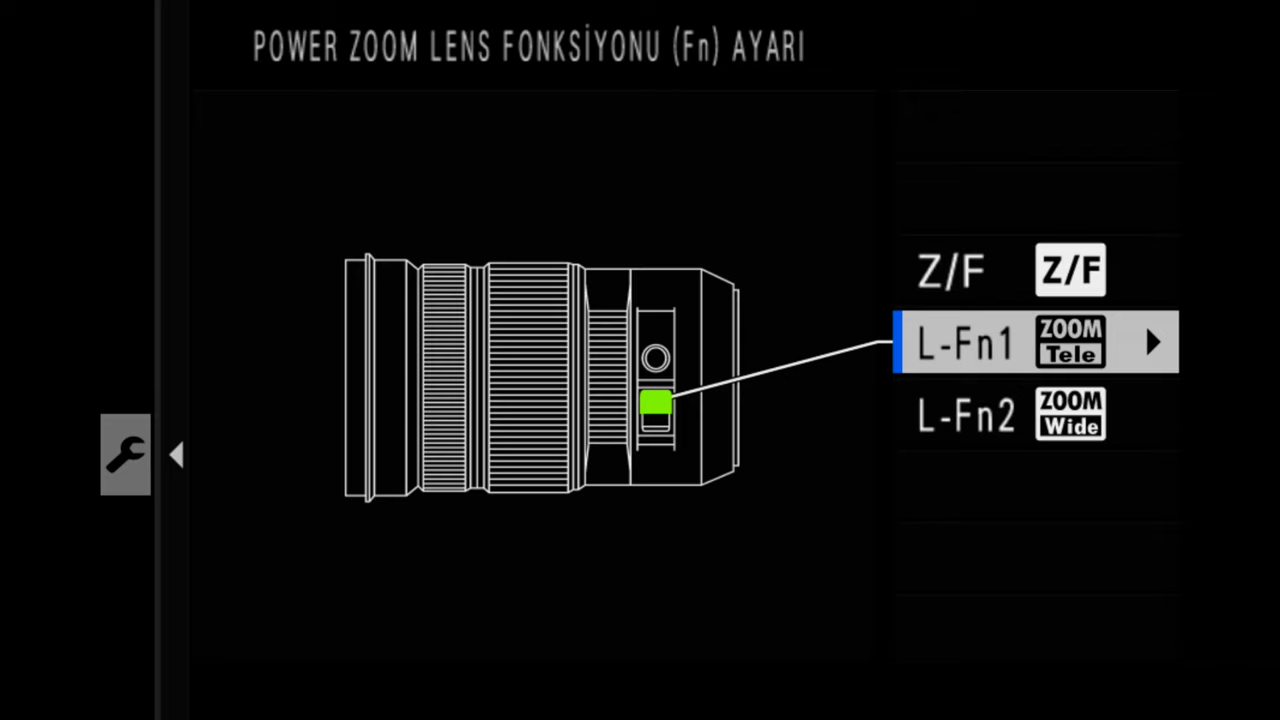 POWER ZOOM LENS FONKSİYONU (Fn) AYARI
Z/F Z/F
L-Fn1 ZOOM Tele
L-Fn2 ZOOM Wide